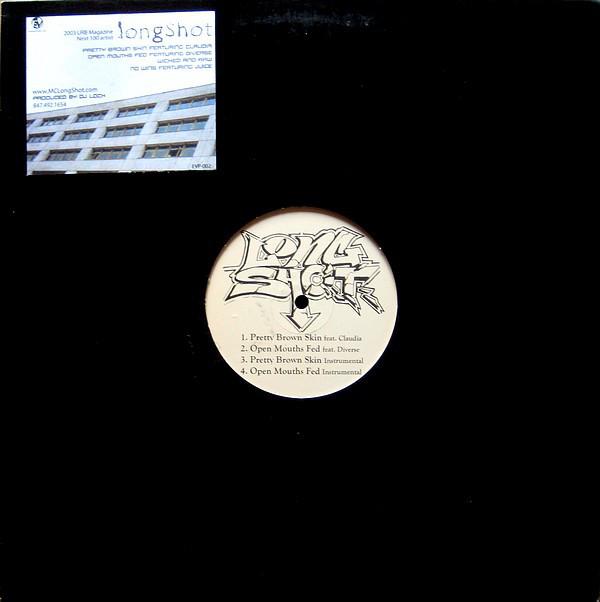 2003 URB Magazine
Next 100 artist
longShot
PRETTY BROWN SKIN FEATURING CLAUDIA
OPEN MOUTHS FED FEATURING DIVERSE
WICKED AND RAW
NO WINS FEATURING JUICE
www.MCLongShot.com
PRODUCED BY DJ LOCK
847.492.1654
EVP-002
LONG
SHOT
1. Pretty Brown Skin feat. Claudia
2. Open Mouths Fed feat. Diverse
3. Pretty Brown Skin Instrumental
4. Open Mouths Fed Instrumental